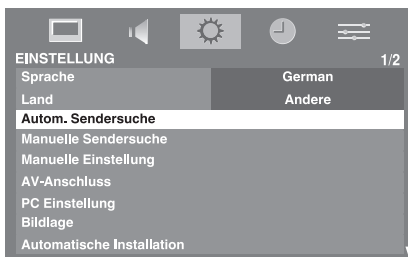 EINSTELLUNG 1/2
Sprache German
Land Andere
Autom. Sendersuche
Manuelle Sendersuche
Manuelle Einstellung
AV-Anschluss
PC Einstellung
Bildlage
Automatische Installation